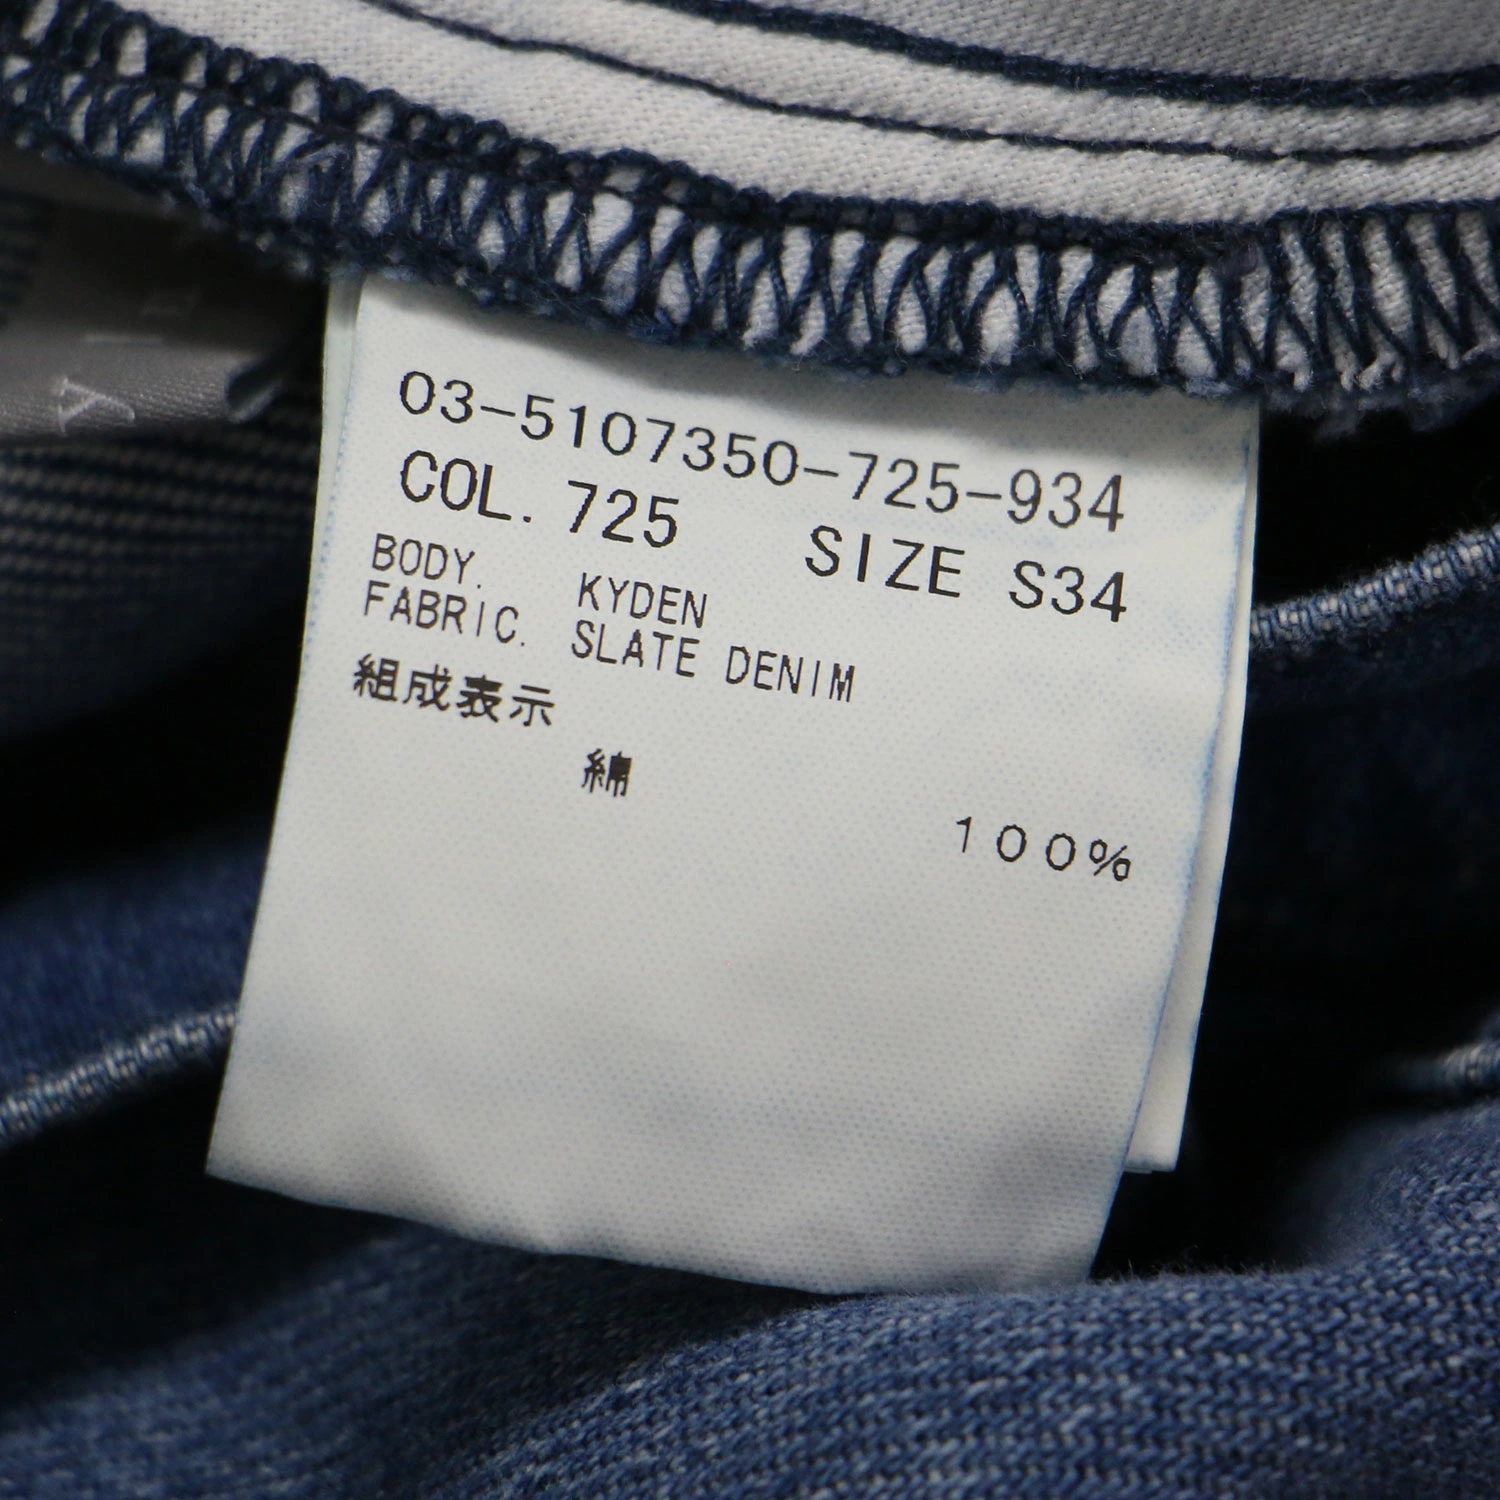 03-5107350-725-934
COL. 725 SIZE S34
BODY. KYDEN
FABRIC. SLATE DENIM
組成表示
綿
100%
y